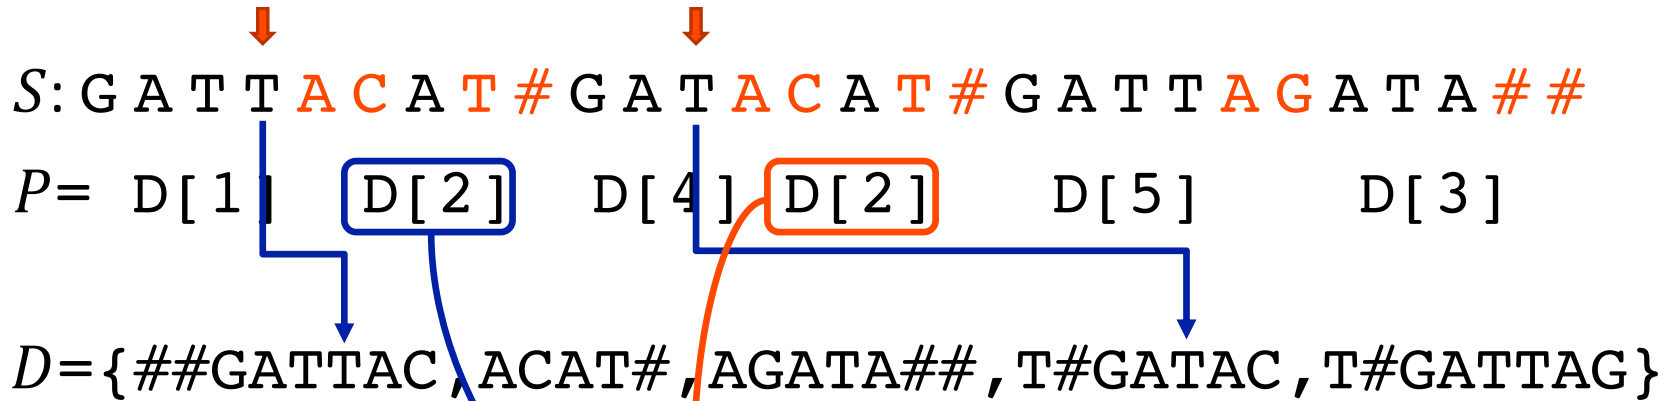 S: G A T T A C A T # G A T A C A T # G A T T A G A T A # #
P= D[1] D[2] D[4] D[2] D[5] D[3]
D={##GATTAC,ACAT#,AGATA##,T#GATAC,T#GATTAG}